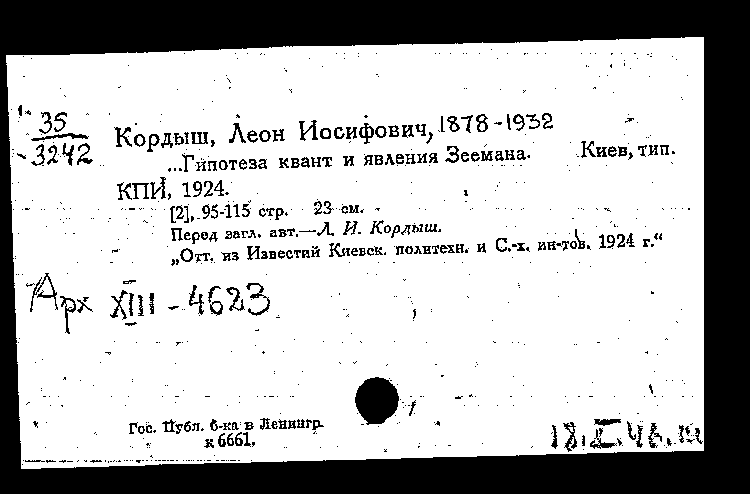 35
3242
Кордыш, Леон Иосифович, 1878-1932
...Гипотеза квант и явления Зеемана. Киев, тип.
КПИ, 1924.
[2], 95-115 стр. 23 см.
Перед загл. авт.—Л. И. Кордыш.
„Отт. из Известий Киевск. политехн. и С.-х. ин-тов. 1924 г.“
Арх XIII - 4623
Гос. Публ. б-ка в Ленингр.
к 6661.